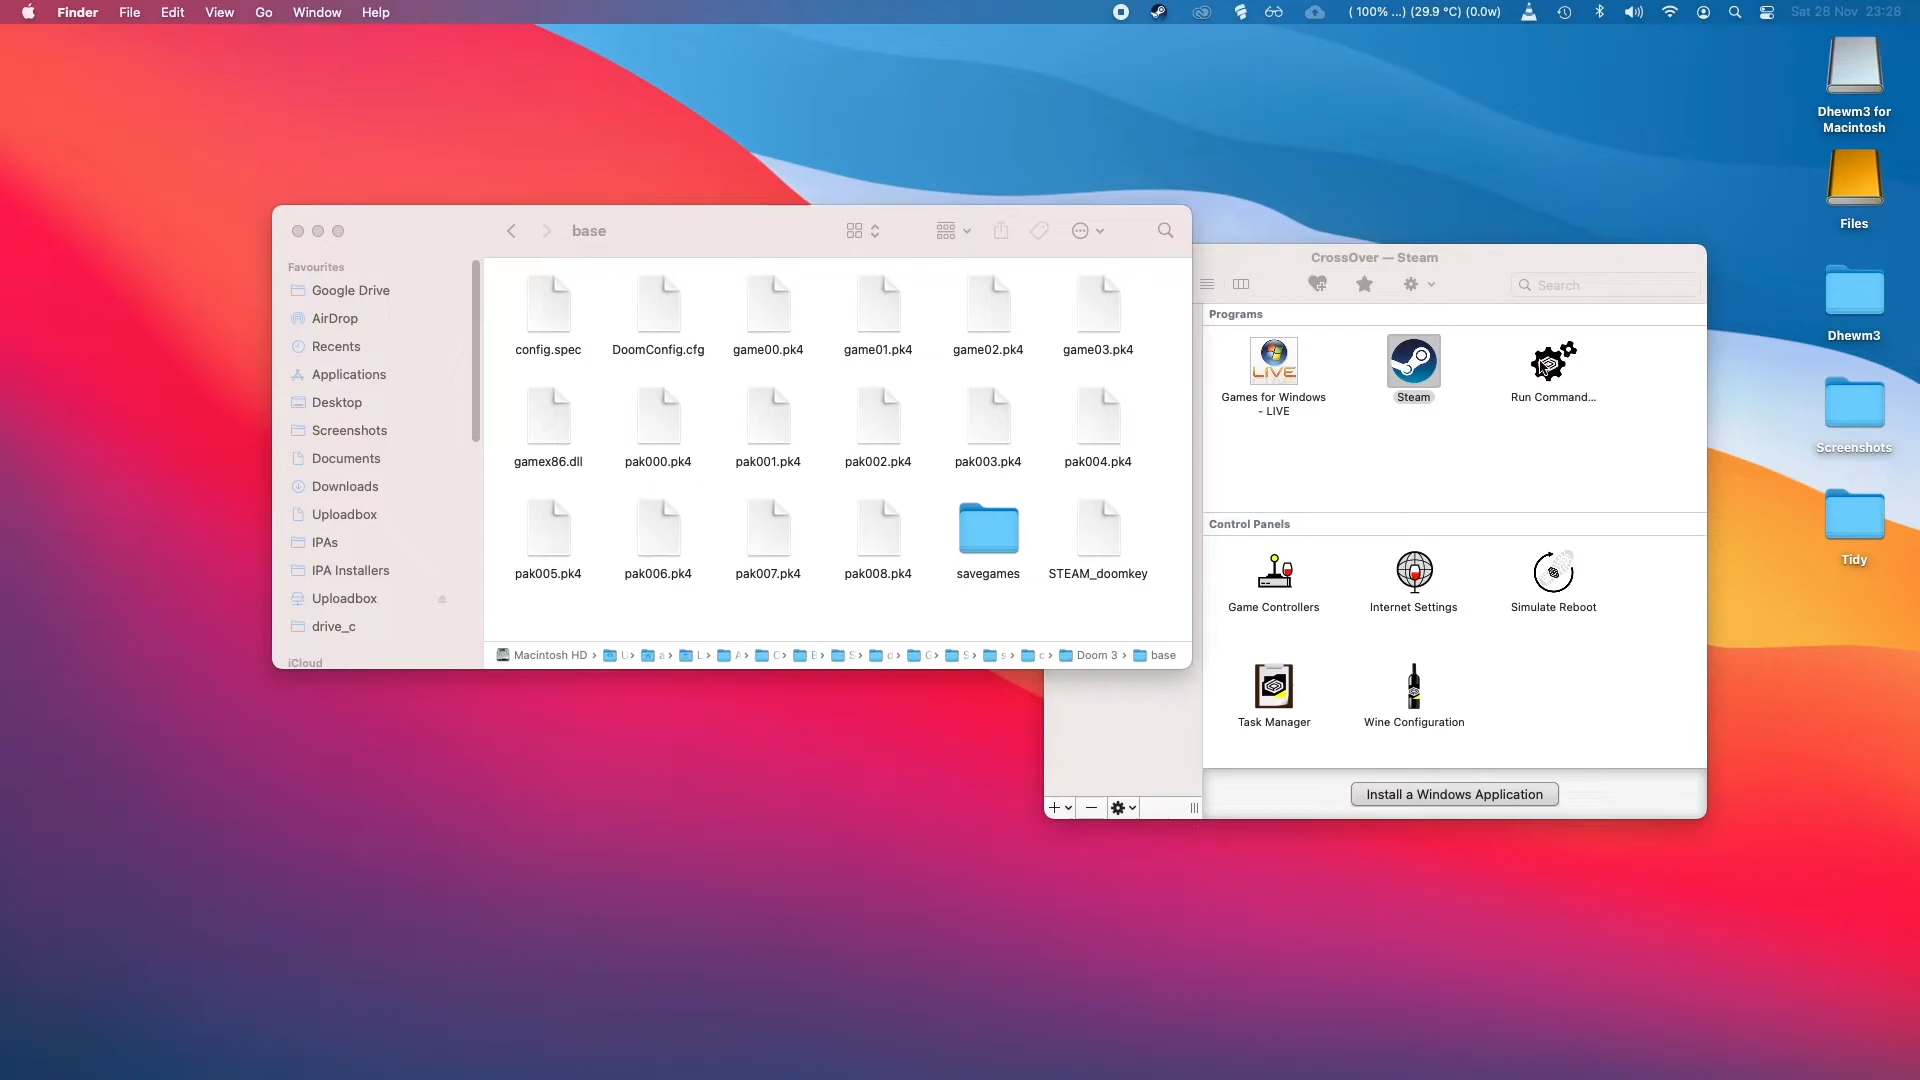 Finder File Edit View Go Window Help
( 100% ...) (29.9 °C) (0.0w)
Sat 28 Nov 23:28
Dhewm3 for
Macintosh
Files
Dhewm3
Screenshots
Tidy
base
Favourites
Google Drive
AirDrop
Recents
Applications
Desktop
Screenshots
Documents
Downloads
Uploadbox
IPAs
IPA Installers
Uploadbox
drive_c
iCloud
config.spec DoomConfig.cfg game00.pk4 game01.pk4 game02.pk4 game03.pk4
gamex86.dll pak000.pk4 pak001.pk4 pak002.pk4 pak003.pk4 pak004.pk4
pak005.pk4 pak006.pk4 pak007.pk4 pak008.pk4 savegames STEAM_doomkey
Macintosh HD › › › › › › › › › › › › › Doom 3 › base
CrossOver — Steam
Search
Programs
LIVE
Games for Windows
- LIVE
Steam
Run Command...
Control Panels
Game Controllers Internet Settings Simulate Reboot
Task Manager Wine Configuration
Install a Windows Application